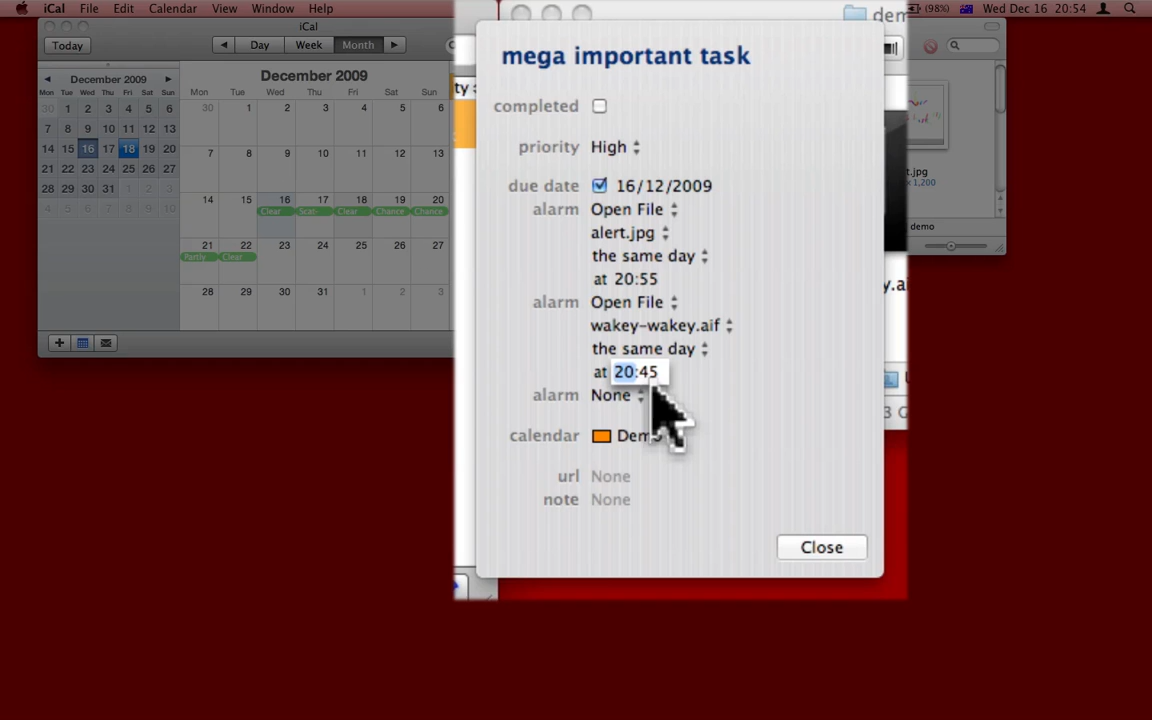 iCal File Edit Calendar View Window Help
(98%) Wed Dec 16 20:54
iCal
Today
Day Week Month
December 2009
Mon Tue Wed Thu Fri Sat Sun
30 1 2 3 4 5 6
7 8 9 10 11 12 13
14 15 16 17 18 19 20
21 22 23 24 25 26 27
28 29 30 31 1 2 3
4 5 6 7 8 9 10
December 2009
Mon Tue Wed Thu Fri Sat Sun
30 1 2 3 4 5 6
7 8 9 10 11 12 13
14 15 16 17 18 19 20
Clear Scat- Clear Chance Chance
21 22 23 24 25 26 27
Partly Clear
28 29 30 31 1 2 3
mega important task
completed
priority High
due date 16/12/2009
alarm Open File
alert.jpg
the same day
at 20:55
alarm Open File
wakey-wakey.aif
the same day
at 20:45
alarm None
calendar
url None
note None
Close
demo